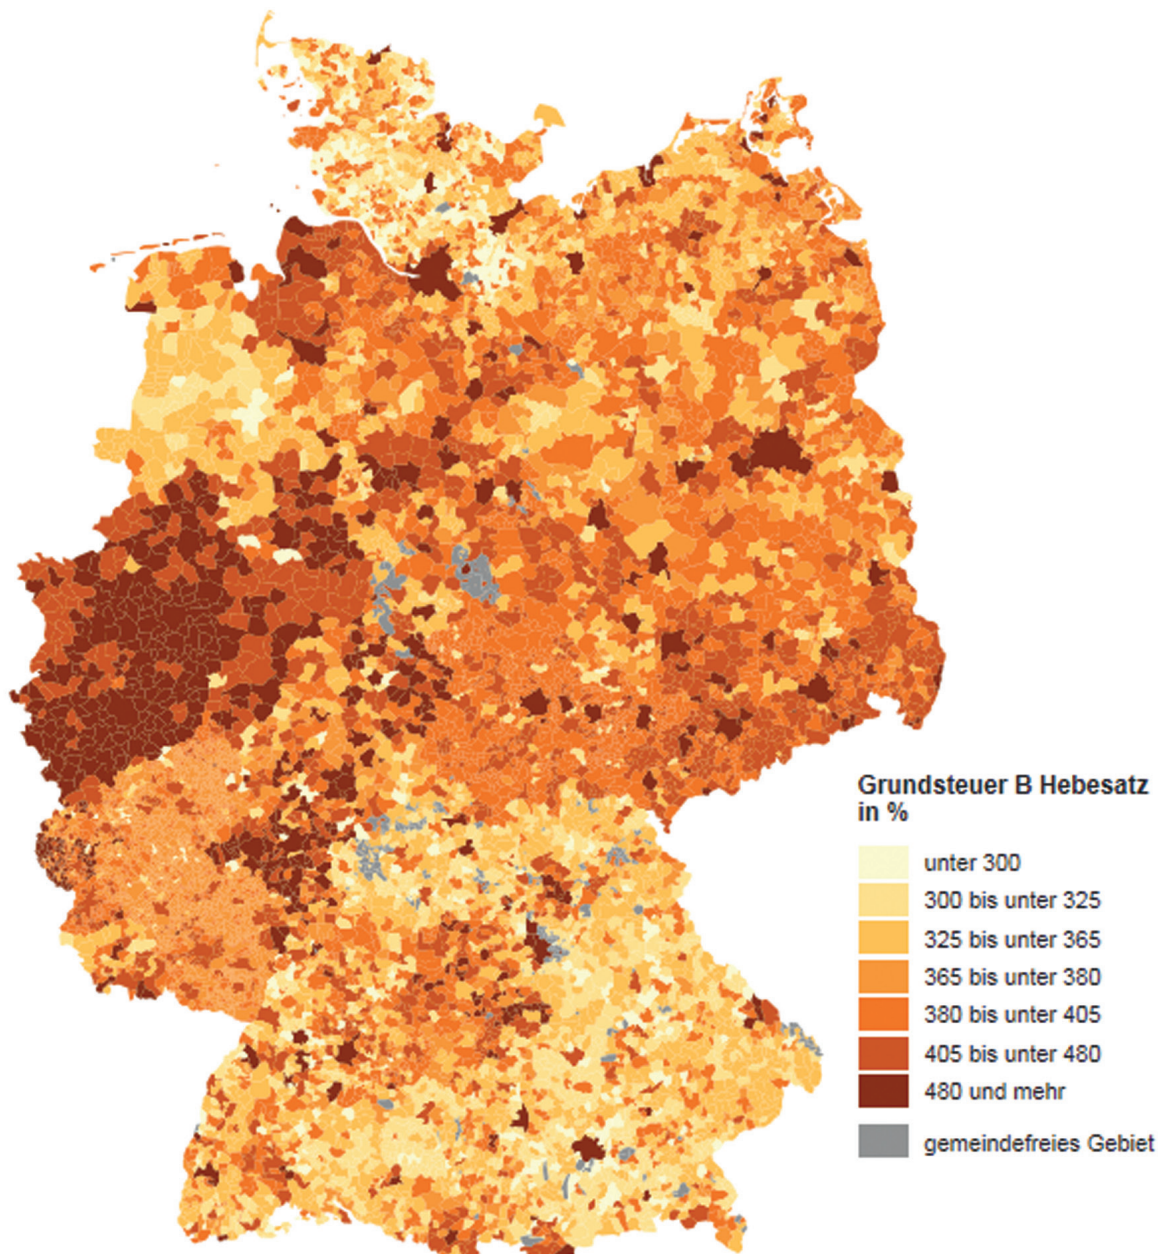 Grundsteuer B Hebesatz
in %
unter 300
300 bis unter 325
325 bis unter 365
365 bis unter 380
380 bis unter 405
405 bis unter 480
480 und mehr
gemeindefreies Gebiet